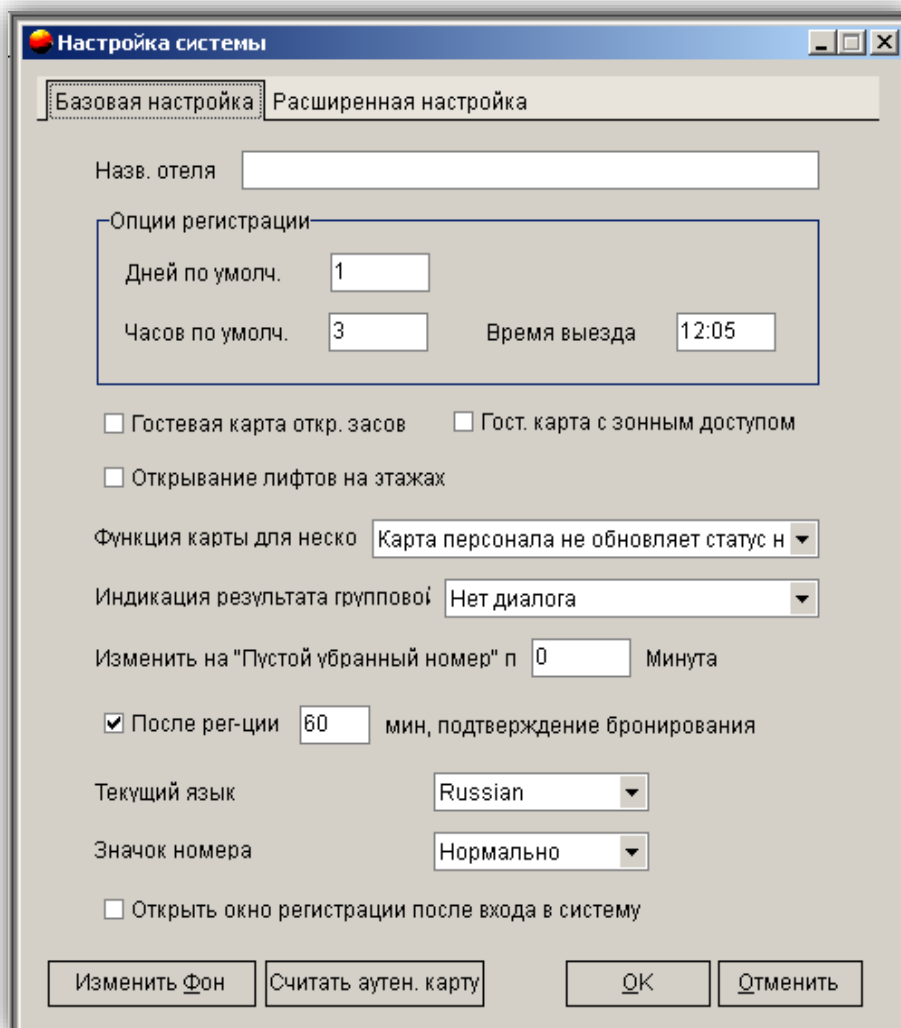 Настройка системы
Базовая настройка Расширенная настройка
Назв. отеля
Опции регистрации
Дней по умолч. 1
Часов по умолч. 3 Время выезда 12:05
Гостевая карта откр. засов Гост. карта с зонным доступом
Открывание лифтов на этажах
Функция карты для неско Карта персонала не обновляет статус н
Индикация результата группової Нет диалога
Изменить на "Пустой убранный номер" п 0 Минута
После рег-ции 60 мин, подтверждение бронирования
Текущий язык Russian
Значок номера Нормально
Открыть окно регистрации после входа в систему
Изменить Фон Считать аутен. карту OK Отменить